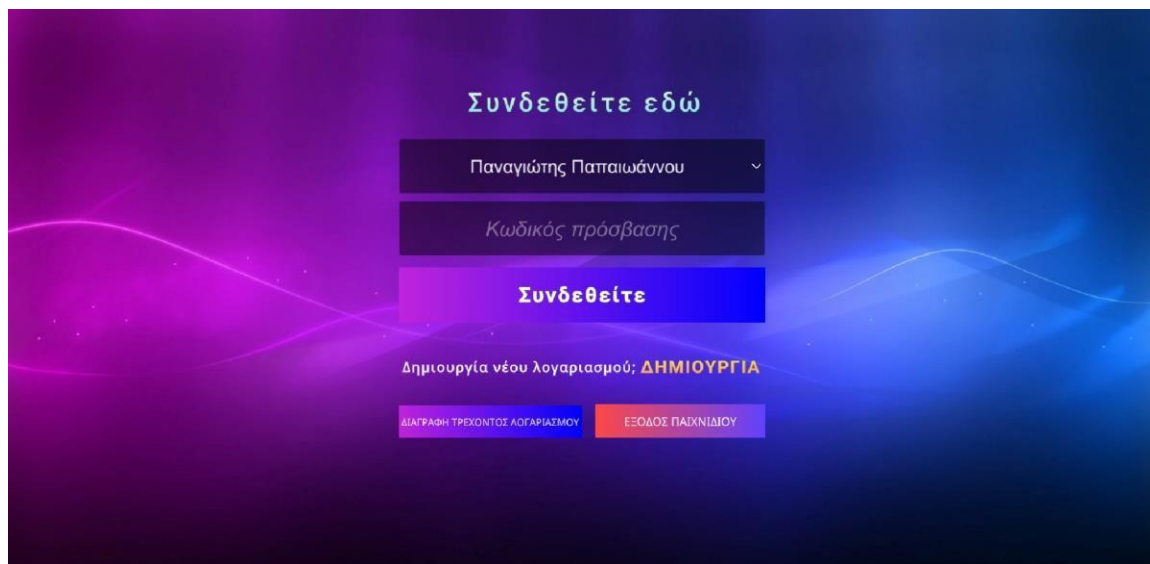 Συνδεθείτε εδώ
Παναγιώτης Παπαιωάννου
Κωδικός πρόσβασης
Συνδεθείτε
Δημιουργία νέου λογαριασμού; ΔΗΜΙΟΥΡΓΙΑ
ΔΙΑΓΡΑΦΗ ΤΡΕΧΟΝΤΟΣ ΛΟΓΑΡΙΑΣΜΟΥ ΕΞΟΔΟΣ ΠΑΙΧΝΙΔΙΟΥ